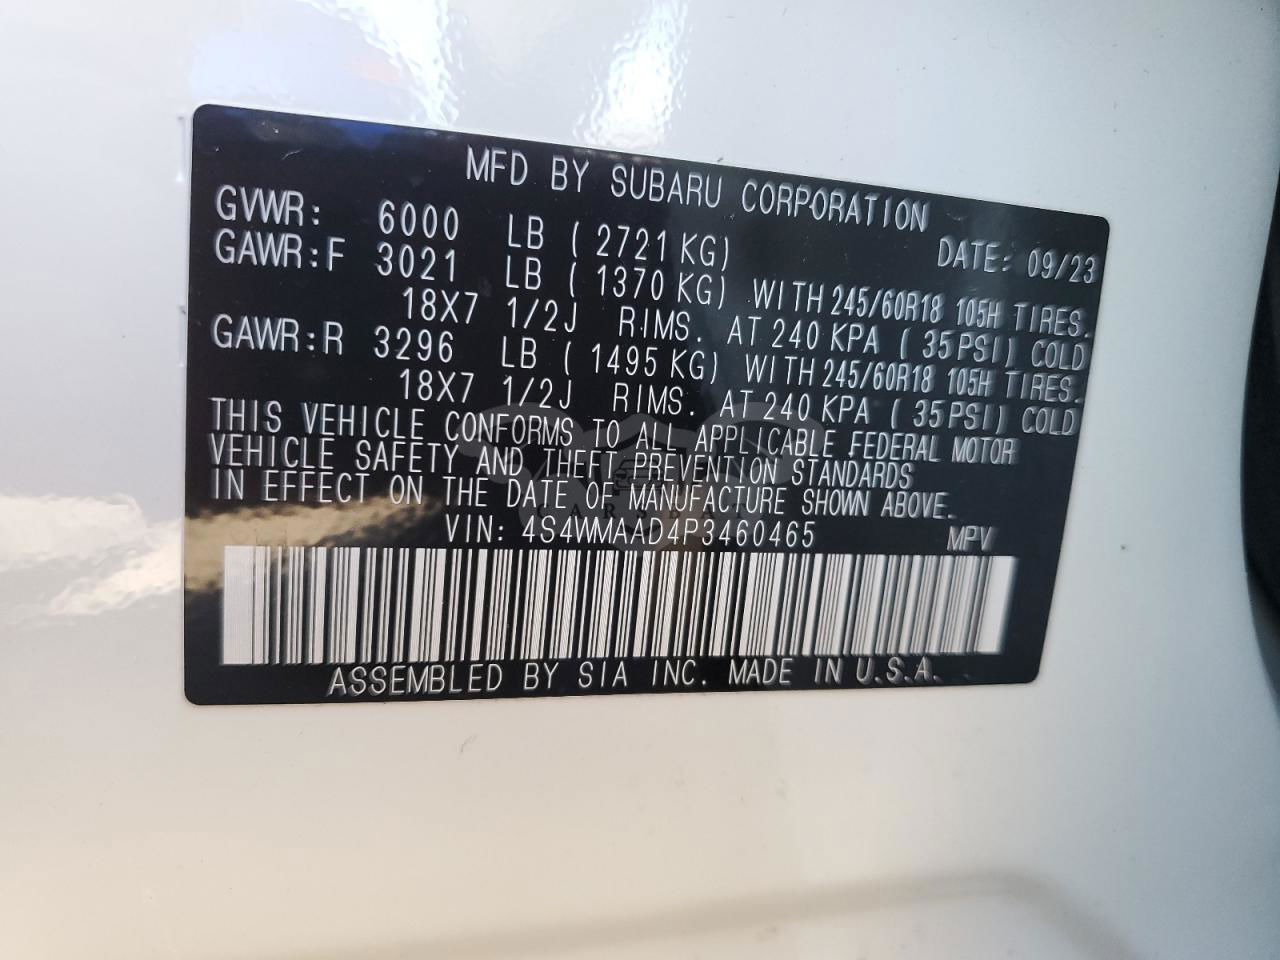 MFD BY SUBARU CORPORATION
GVWR: 6000 LB (2721 KG) DATE: 09/23
GAWR:F 3021 LB (1370 KG) WITH 245/60R18 105H TIRES.
18X7 1/2J RIMS. AT 240 KPA (35PSI) COLD
GAWR:R 3296 LB (1495 KG) WITH 245/60R18 105H TIRES.
18X7 1/2J RIMS. AT 240 KPA (35PSI) COLD
THIS VEHICLE CONFORMS TO ALL APPLICABLE FEDERAL MOTOR
VEHICLE SAFETY AND THEFT PREVENTION STANDARDS
IN EFFECT ON THE DATE OF MANUFACTURE SHOWN ABOVE.
VIN: 4S4WMAAD4P3460465 MPV
ASSEMBLED BY SIA INC. MADE IN U.S.A.